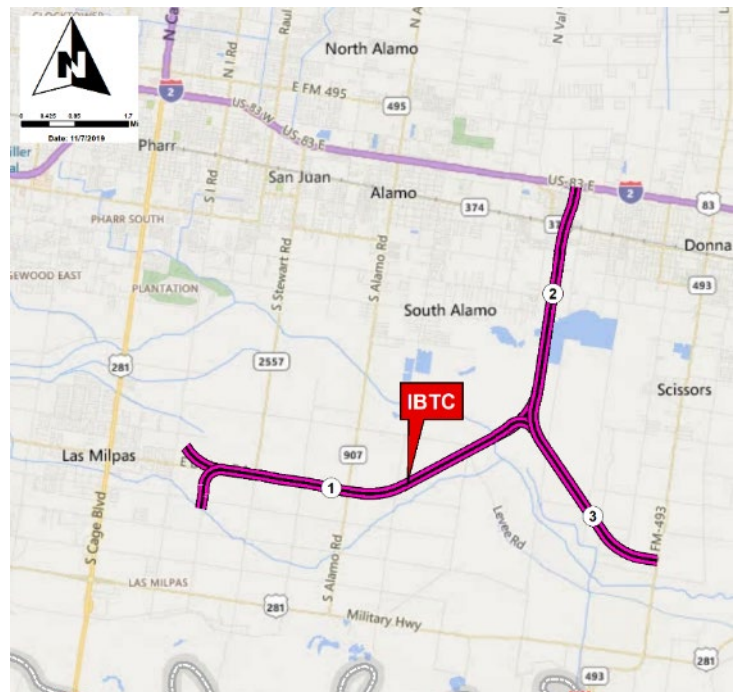 N
0 0.425 0.85 1.7
Mi
Date: 11/7/2019
N I Rd
North Alamo
N Val
E FM 495
495
2
US-83 W
US-83 E
Pharr
San Juan
Alamo
US-83 E
2
83
S I Rd
374
Donna
PHARR SOUTH
493
S Stewart Rd
S Alamo Rd
PLANTATION
2
South Alamo
281
2557
Scissors
IBTC
Las Milpas
907
1
3
S Cage Blvd
Levee Rd
FM-493
S Alamo Rd
LAS MILPAS
281
Military Hwy
281
493